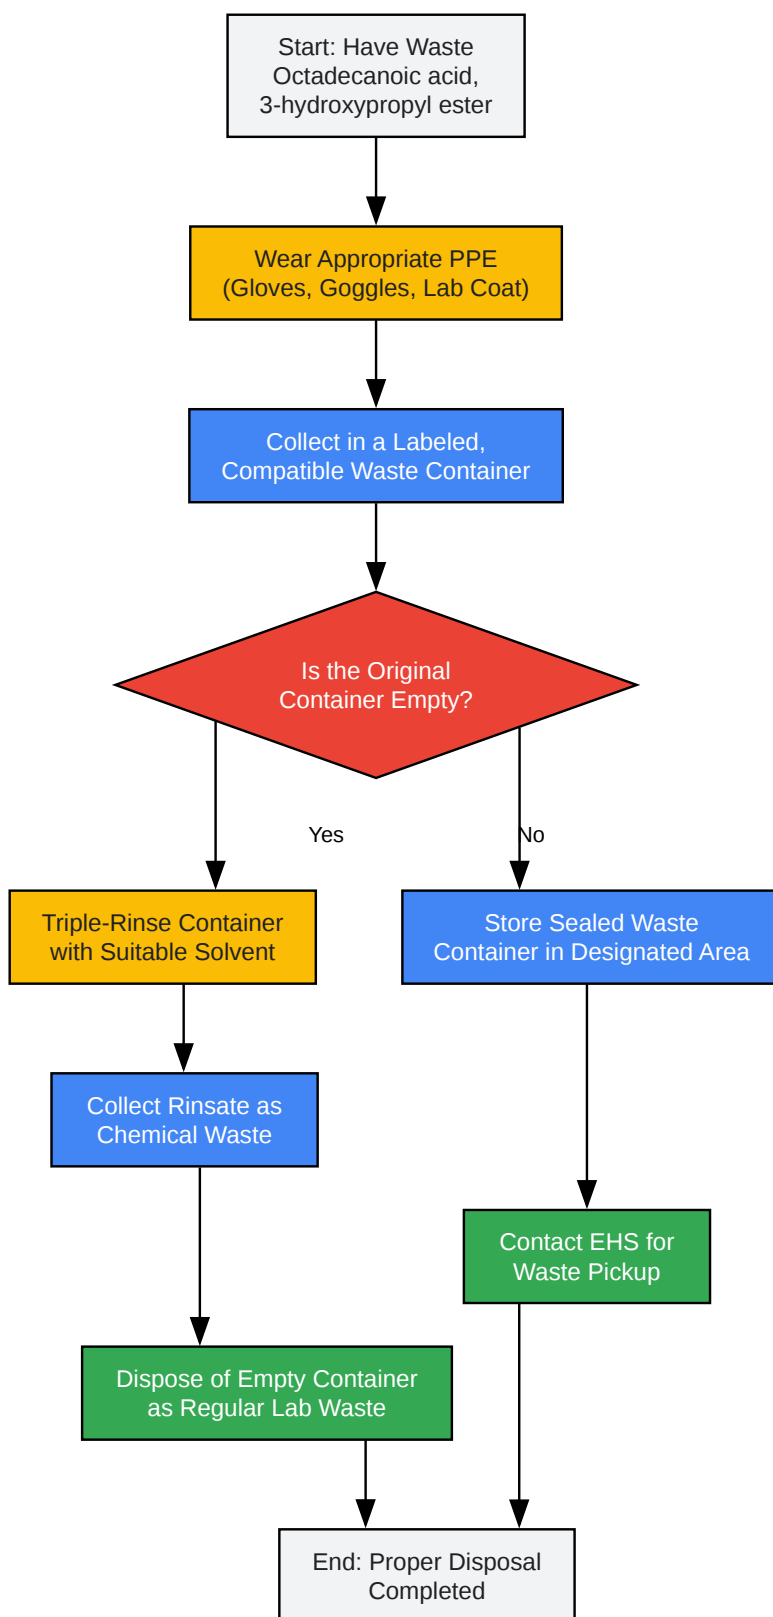 Start: Have Waste
Octadecanoic acid,
3-hydroxypropyl ester
Wear Appropriate PPE
(Gloves, Goggles, Lab Coat)
Collect in a Labeled,
Compatible Waste Container
Is the Original
Container Empty?
Yes
No
Triple-Rinse Container
with Suitable Solvent
Store Sealed Waste
Container in Designated Area
Collect Rinsate as
Chemical Waste
Contact EHS for
Waste Pickup
Dispose of Empty Container
as Regular Lab Waste
End: Proper Disposal
Completed